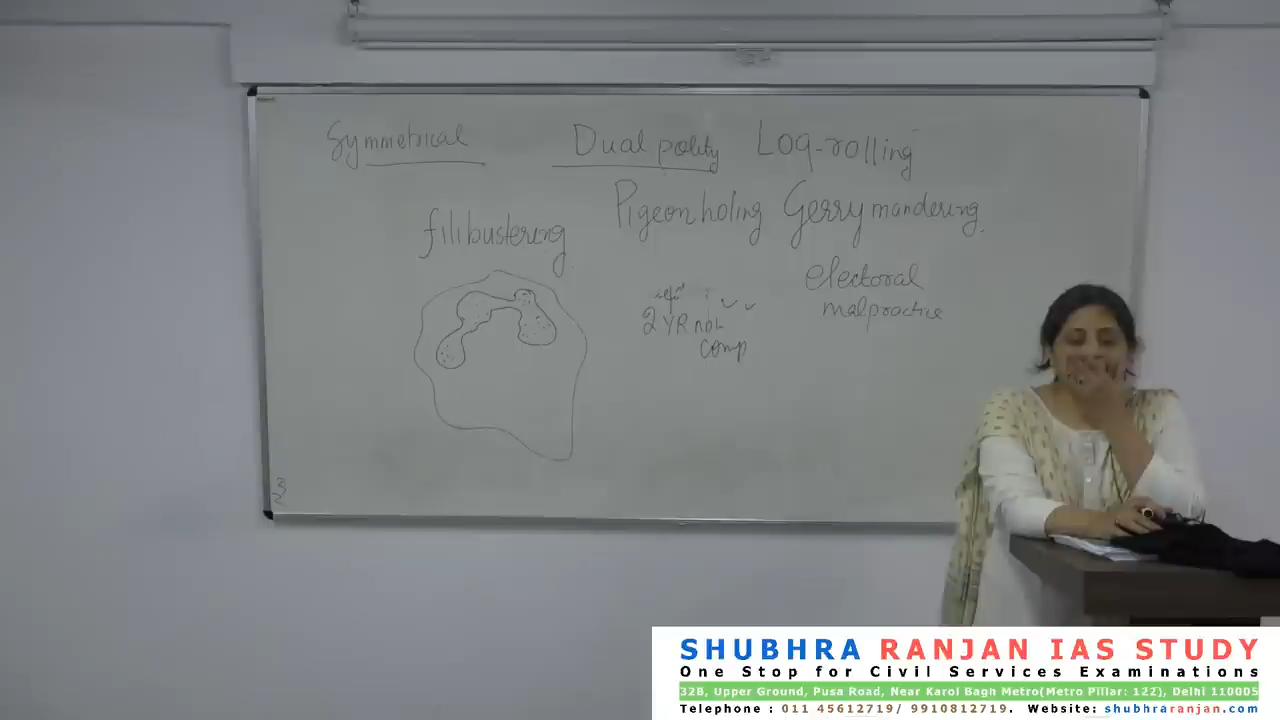 Symmetrical Dual polity Log-rolling
Pigeon holing Gerrymandering
filibustering
electoral
malpractice
2 YR not
comp
SHUBHRA RANJAN IAS STUDY
One Stop for Civil Services Examinations
32B, Upper Ground, Pusa Road, Near Karol Bagh Metro(Metro Pillar: 122), Delhi 110005
Telephone : 011 45612719/ 9910812719. Website: shubhraranjan.com